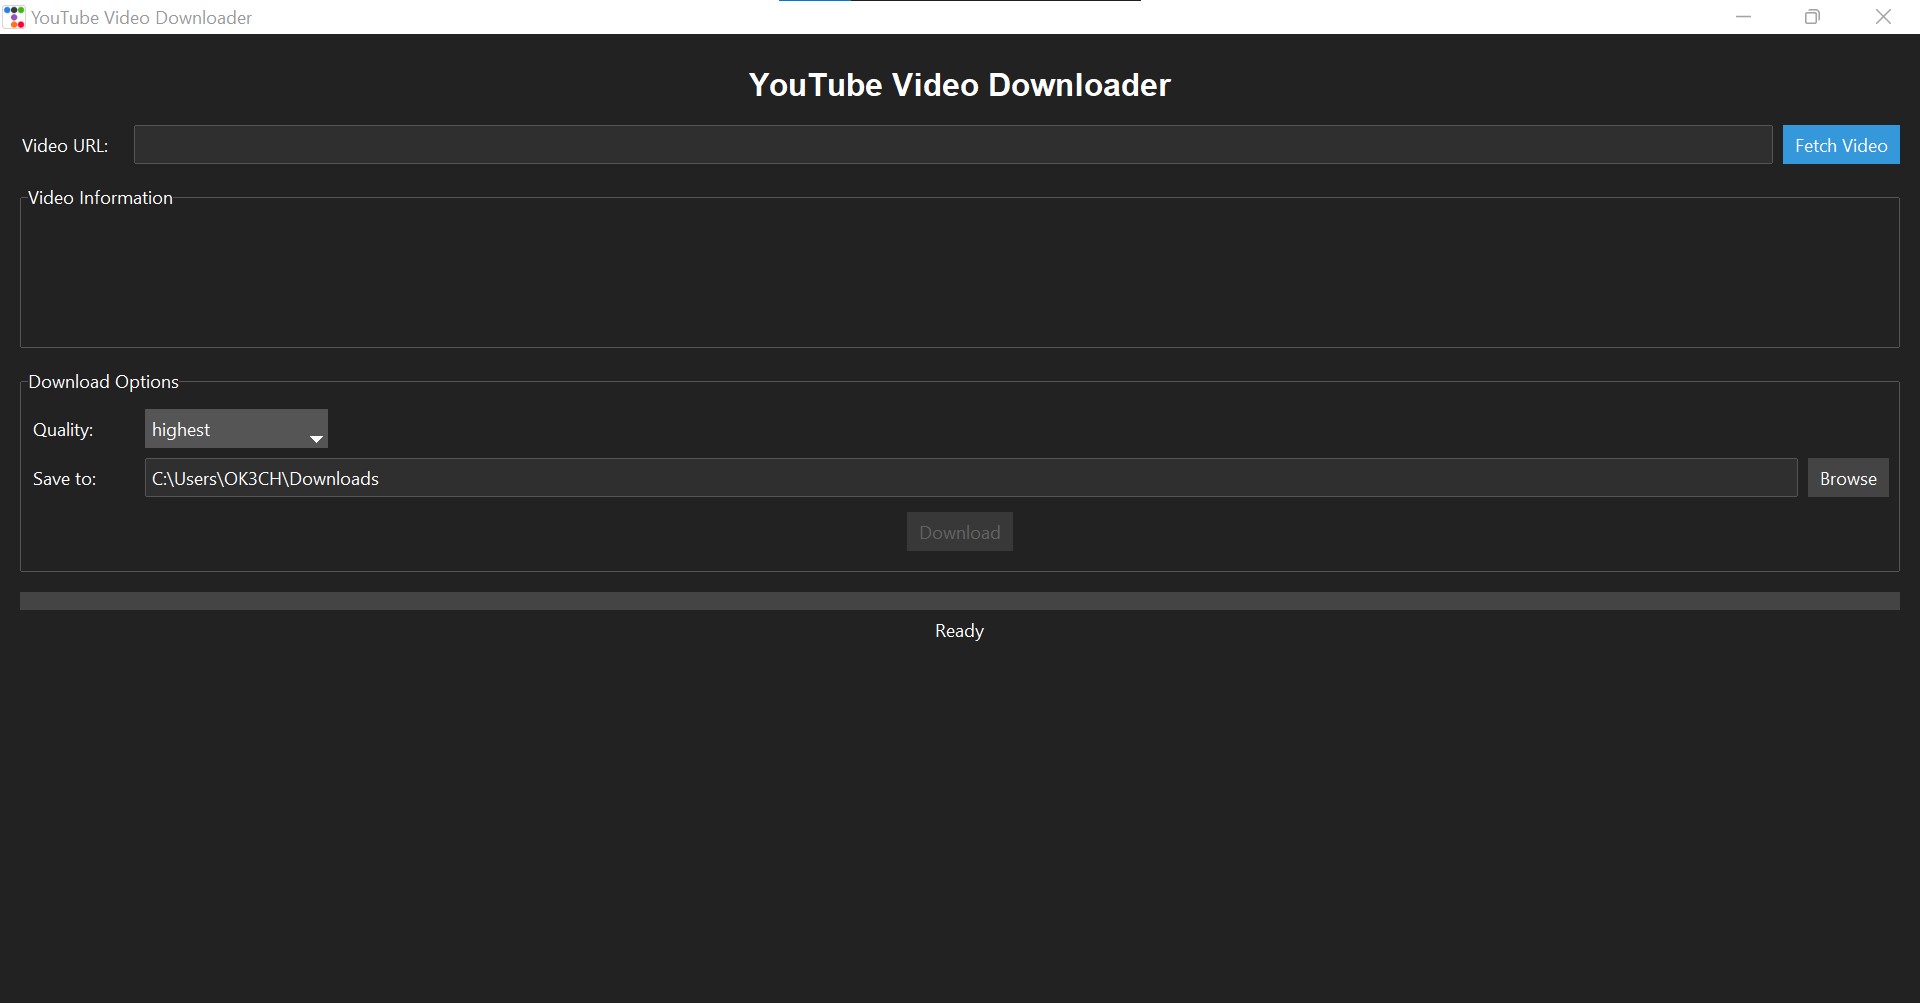 YouTube Video Downloader
YouTube Video Downloader
Video URL:
Fetch Video
Video Information
Download Options
Quality: highest
Save to: C:\Users\OK3CH\Downloads Browse
Download
Ready